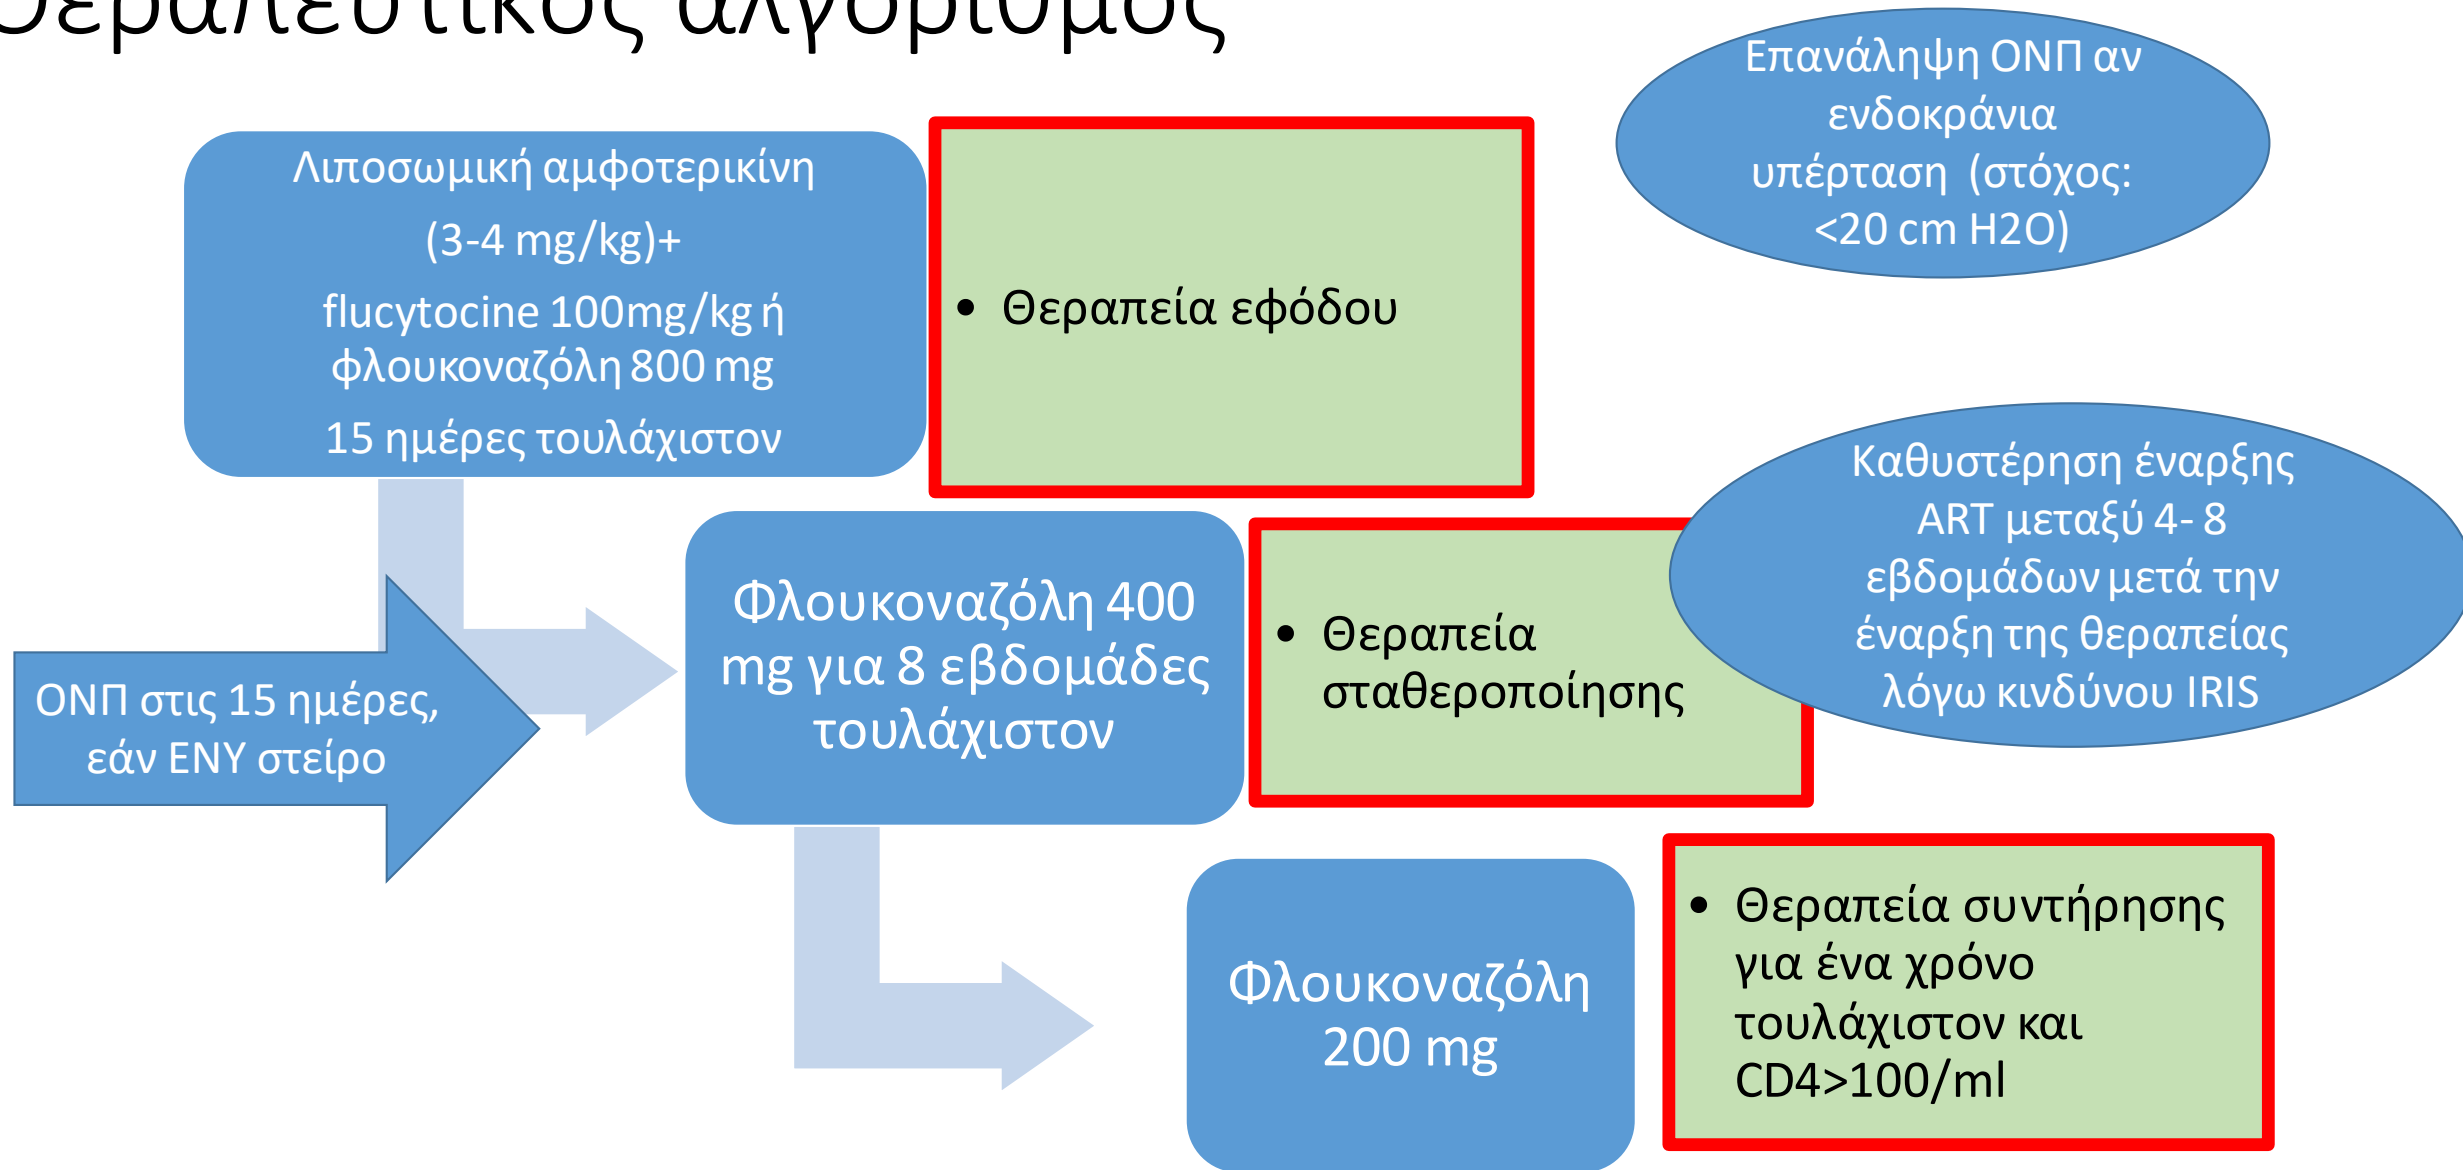 Θεραπευτικός αλγόριθμος
Επανάληψη ΟΝΠ αν
ενδοκράνια
υπέρταση (στόχος:
<20 cm H2O)
Λιποσωμική αμφοτερικίνη
(3-4 mg/kg)+
flucytocine 100mg/kg ή
φλουκοναζόλη 800 mg
15 ημέρες τουλάχιστον
• Θεραπεία εφόδου
Καθυστέρηση έναρξης
ART μεταξύ 4- 8
εβδομάδων μετά την
έναρξη της θεραπείας
λόγω κινδύνου IRIS
ΟΝΠ στις 15 ημέρες,
εάν ΕΝΥ στείρο
Φλουκοναζόλη 400
mg για 8 εβδομάδες
τουλάχιστον
• Θεραπεία
σταθεροποίησης
Φλουκοναζόλη
200 mg
• Θεραπεία συντήρησης
για ένα χρόνο
τουλάχιστον και
CD4>100/ml